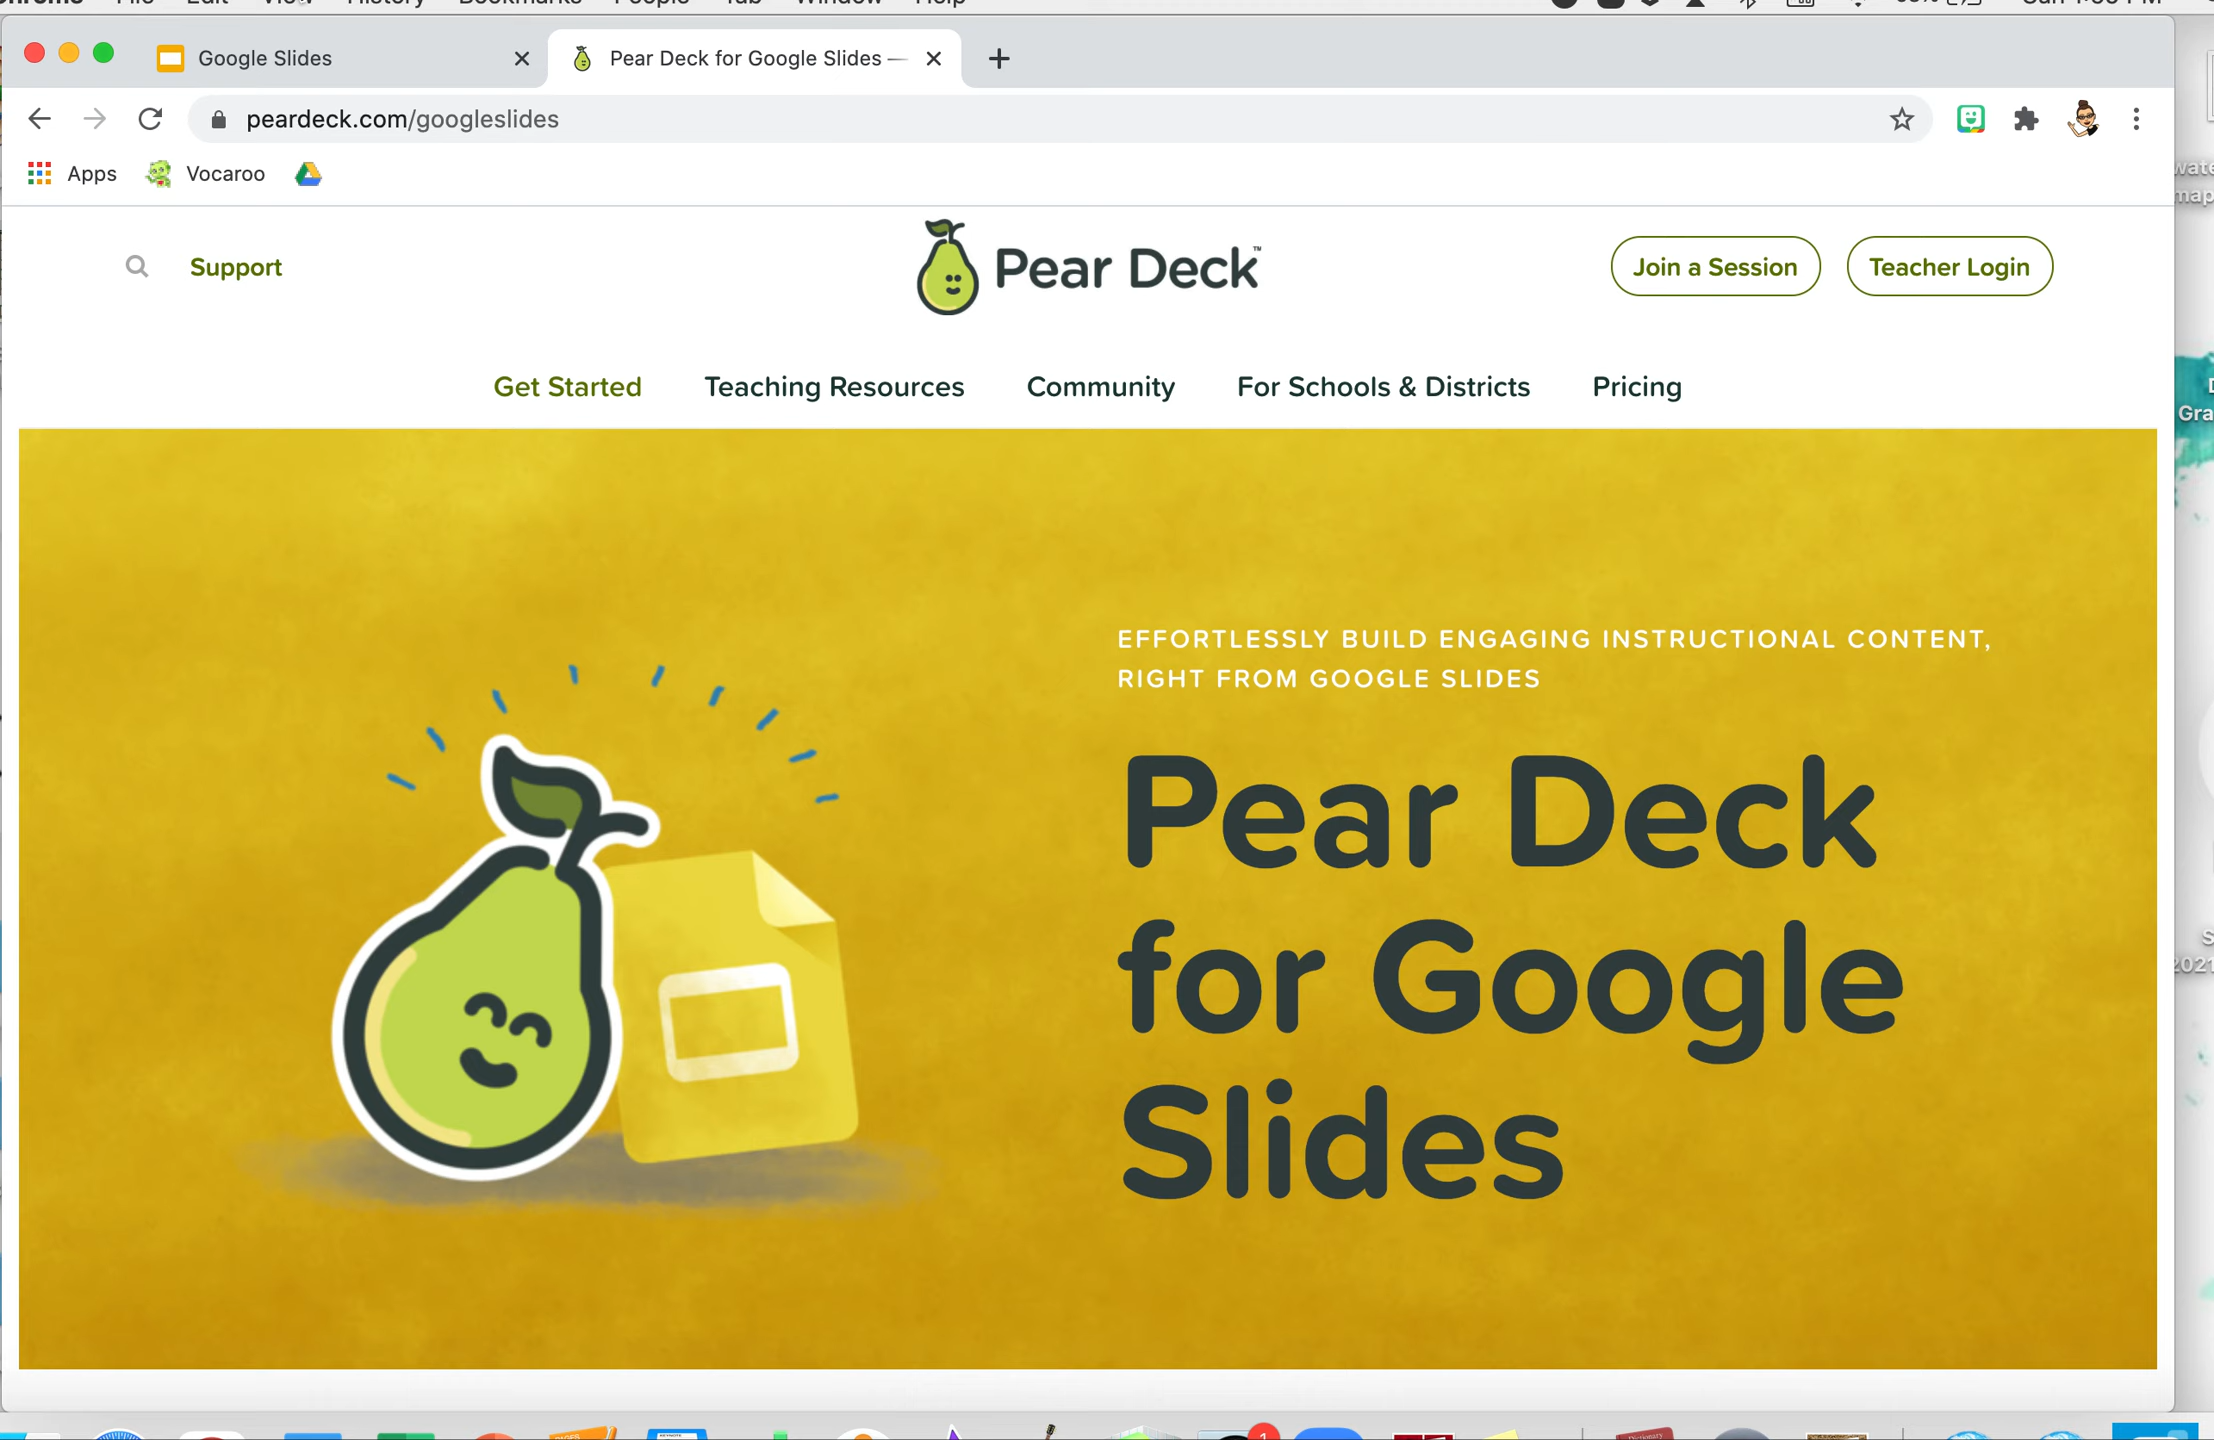 Google Slides
Pear Deck for Google Slides —
peardeck.com/googleslides
Apps
Vocaroo
Support
Pear Deck™
Join a Session
Teacher Login
Get Started
Teaching Resources
Community
For Schools & Districts
Pricing
EFFORTLESSLY BUILD ENGAGING INSTRUCTIONAL CONTENT,
RIGHT FROM GOOGLE SLIDES
Pear Deck
for Google
Slides